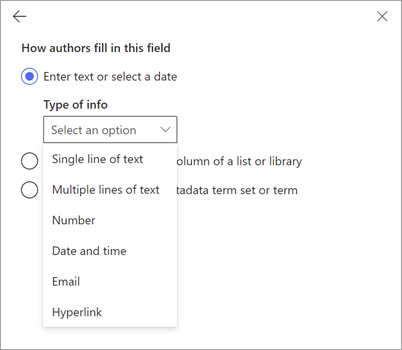 How authors fill in this field
Enter text or select a date
Type of info
Select an option
Single line of text
olumn of a list or library
Multiple lines of text
tadata term set or term
Number
Date and time
Email
Hyperlink